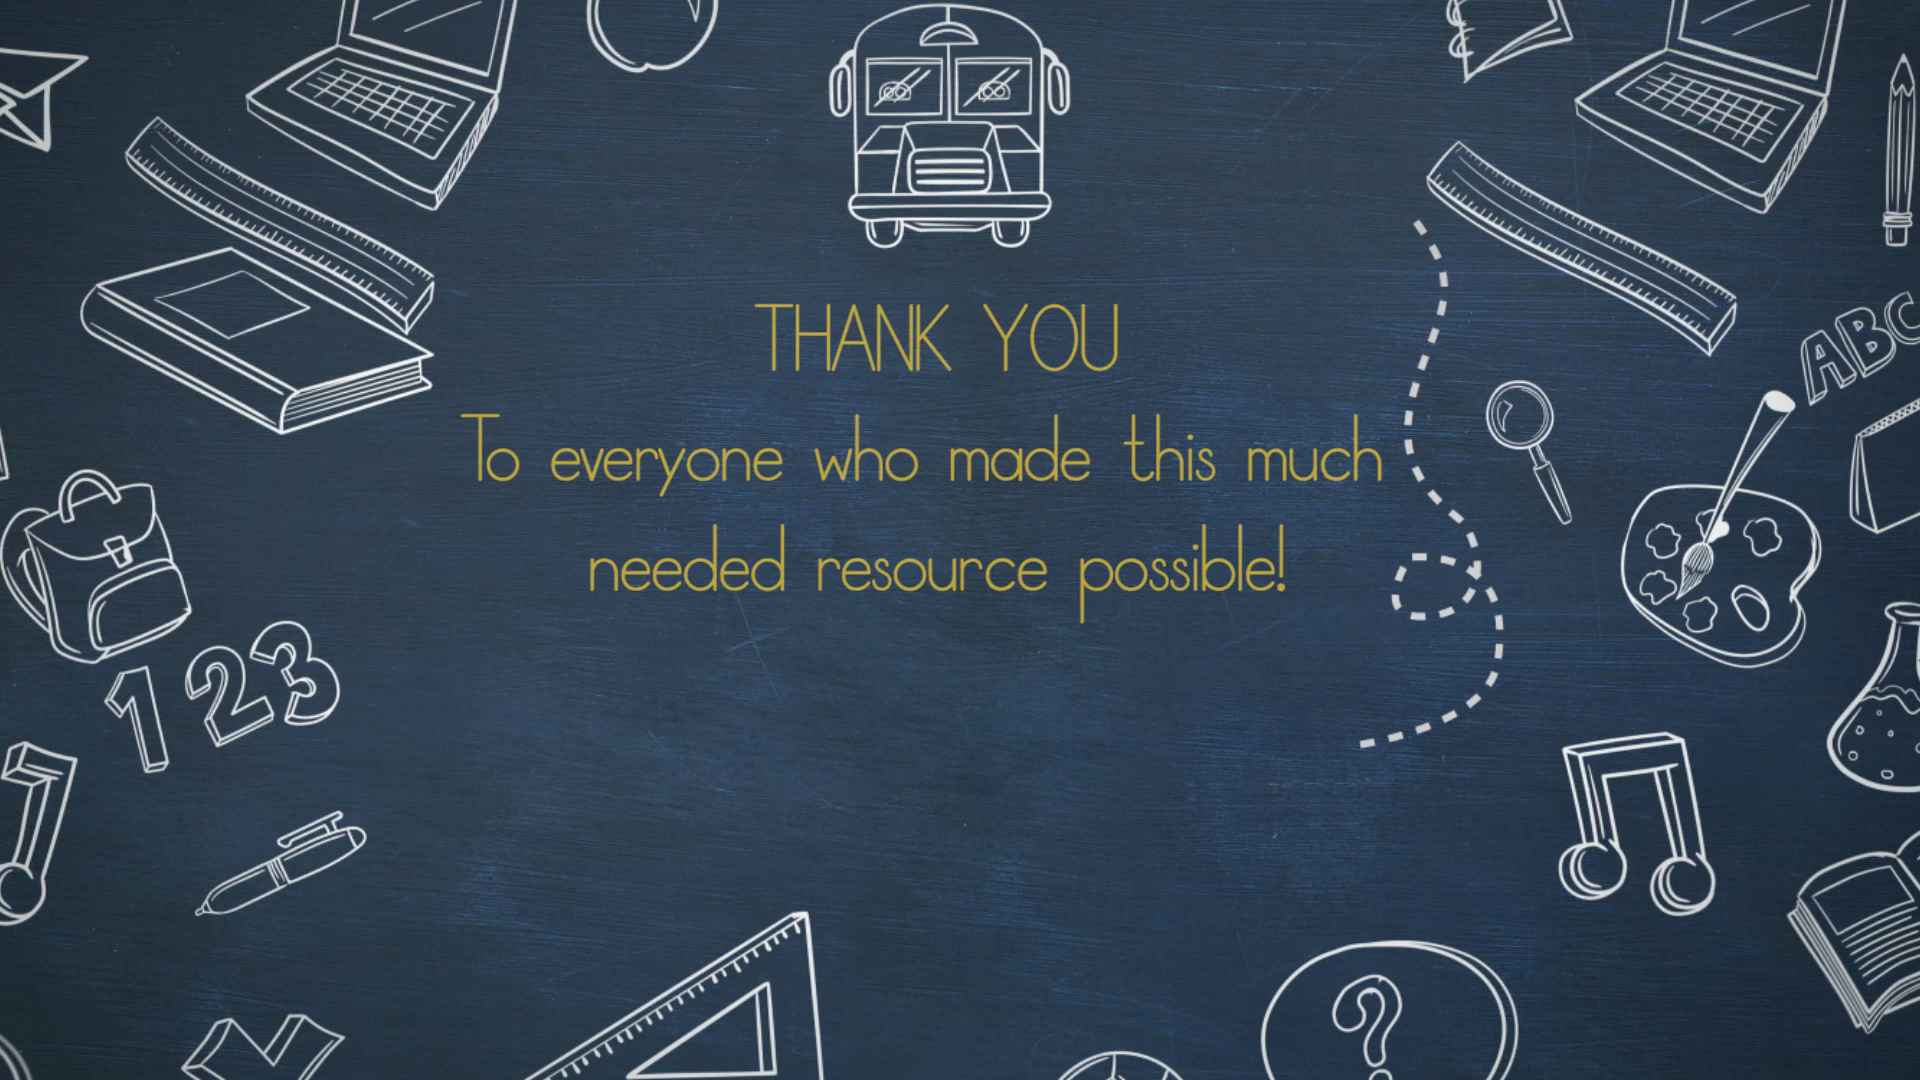 THANK YOU
To everyone who made this much
needed resource possible!
ABC
123
?